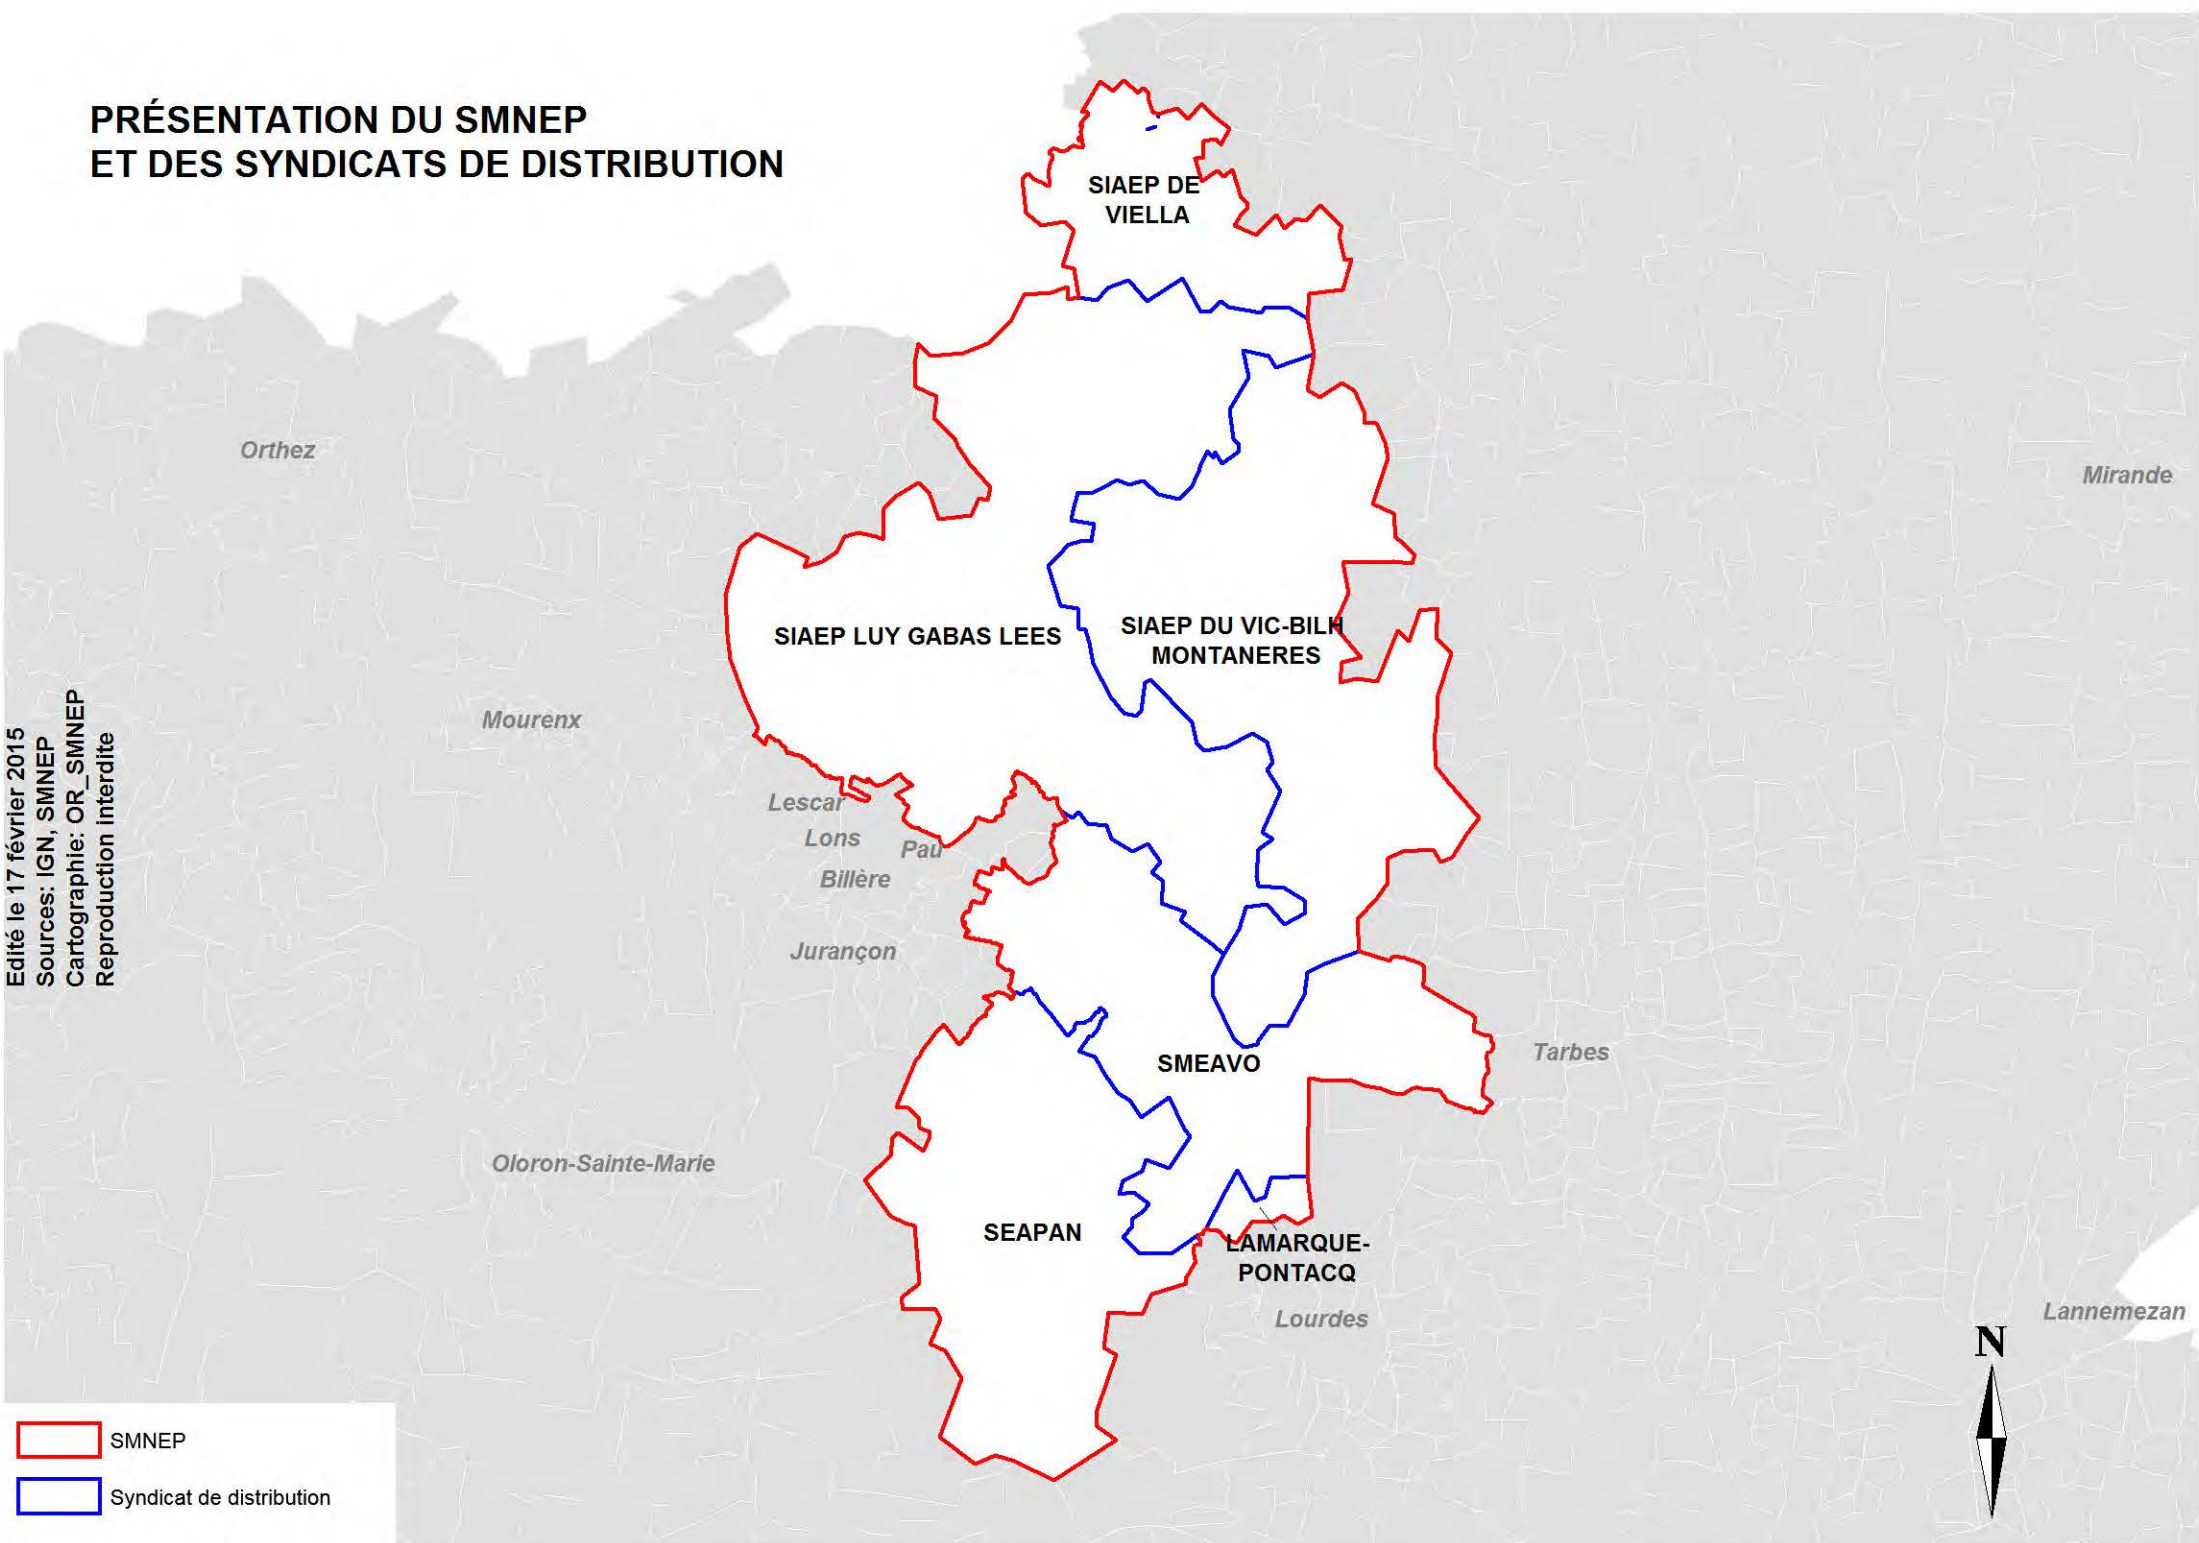 PRÉSENTATION DU SMNEP
ET DES SYNDICATS DE DISTRIBUTION
SIAEP DE
VIELLA
Orthez
Mirande
SIAEP LUY GABAS LEES
SIAEP DU VIC-BILH
MONTANERES
Mourenx
Lescar
Lons
Pau
Billère
Jurançon
SMEAVO
Tarbes
Oloron-Sainte-Marie
SEAPAN
LAMARQUE-
PONTACQ
Lourdes
Lannemezan
Edité le 17 février 2015
Sources: IGN, SMNEP
Cartographie: OR_SMNEP
Reproduction interdite
N
SMNEP
Syndicat de distribution